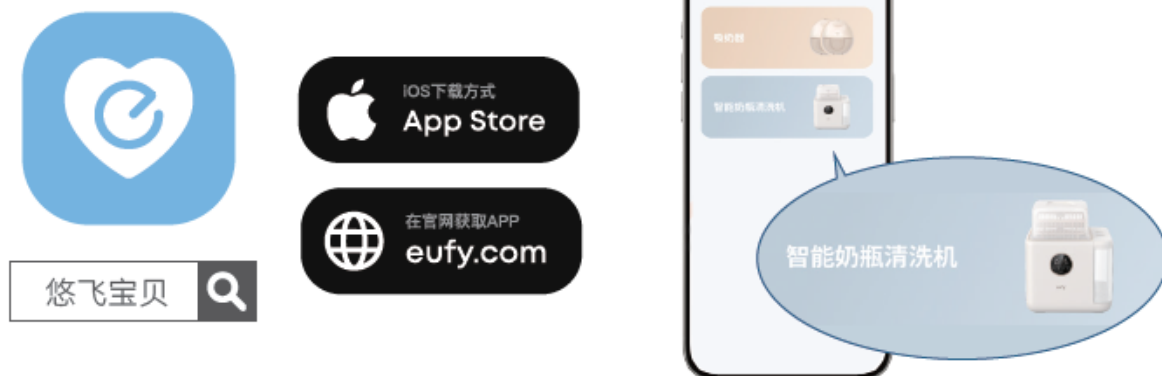 iOS下载方式
App Store
在官网获取APP
eufy.com
悠飞宝贝
吸奶器
智能奶瓶清洗机
智能奶瓶清洗机